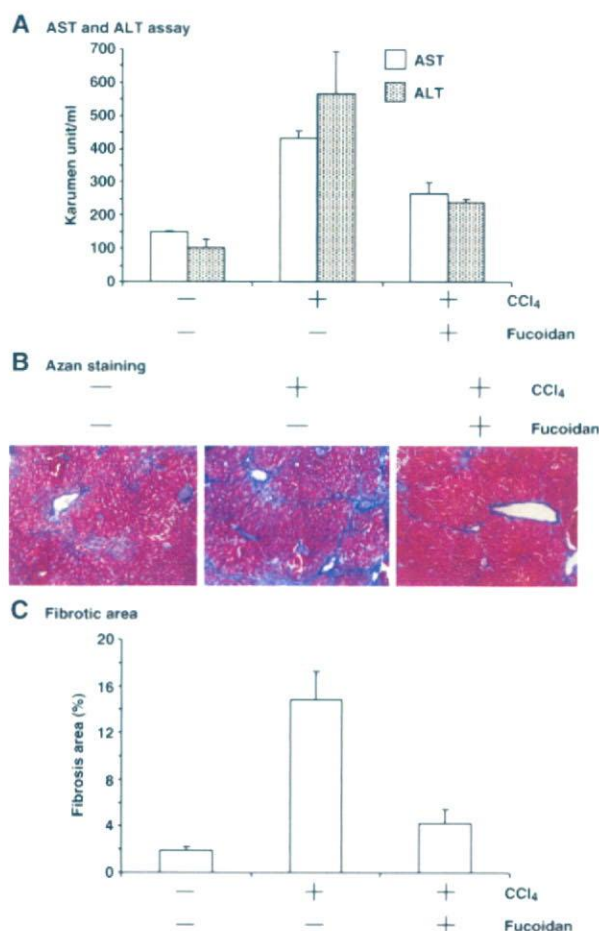 A AST and ALT assay
700
600
500
400
300
200
100
0
Karumen unit/ml
AST
ALT
— + + CCl₄
— — + Fucoidan
B Azan staining
— + + CCl₄
— — + Fucoidan
C Fibrotic area
20
16
12
8
4
0
Fibrosis area (%)
— + + CCl₄
— — + Fucoidan